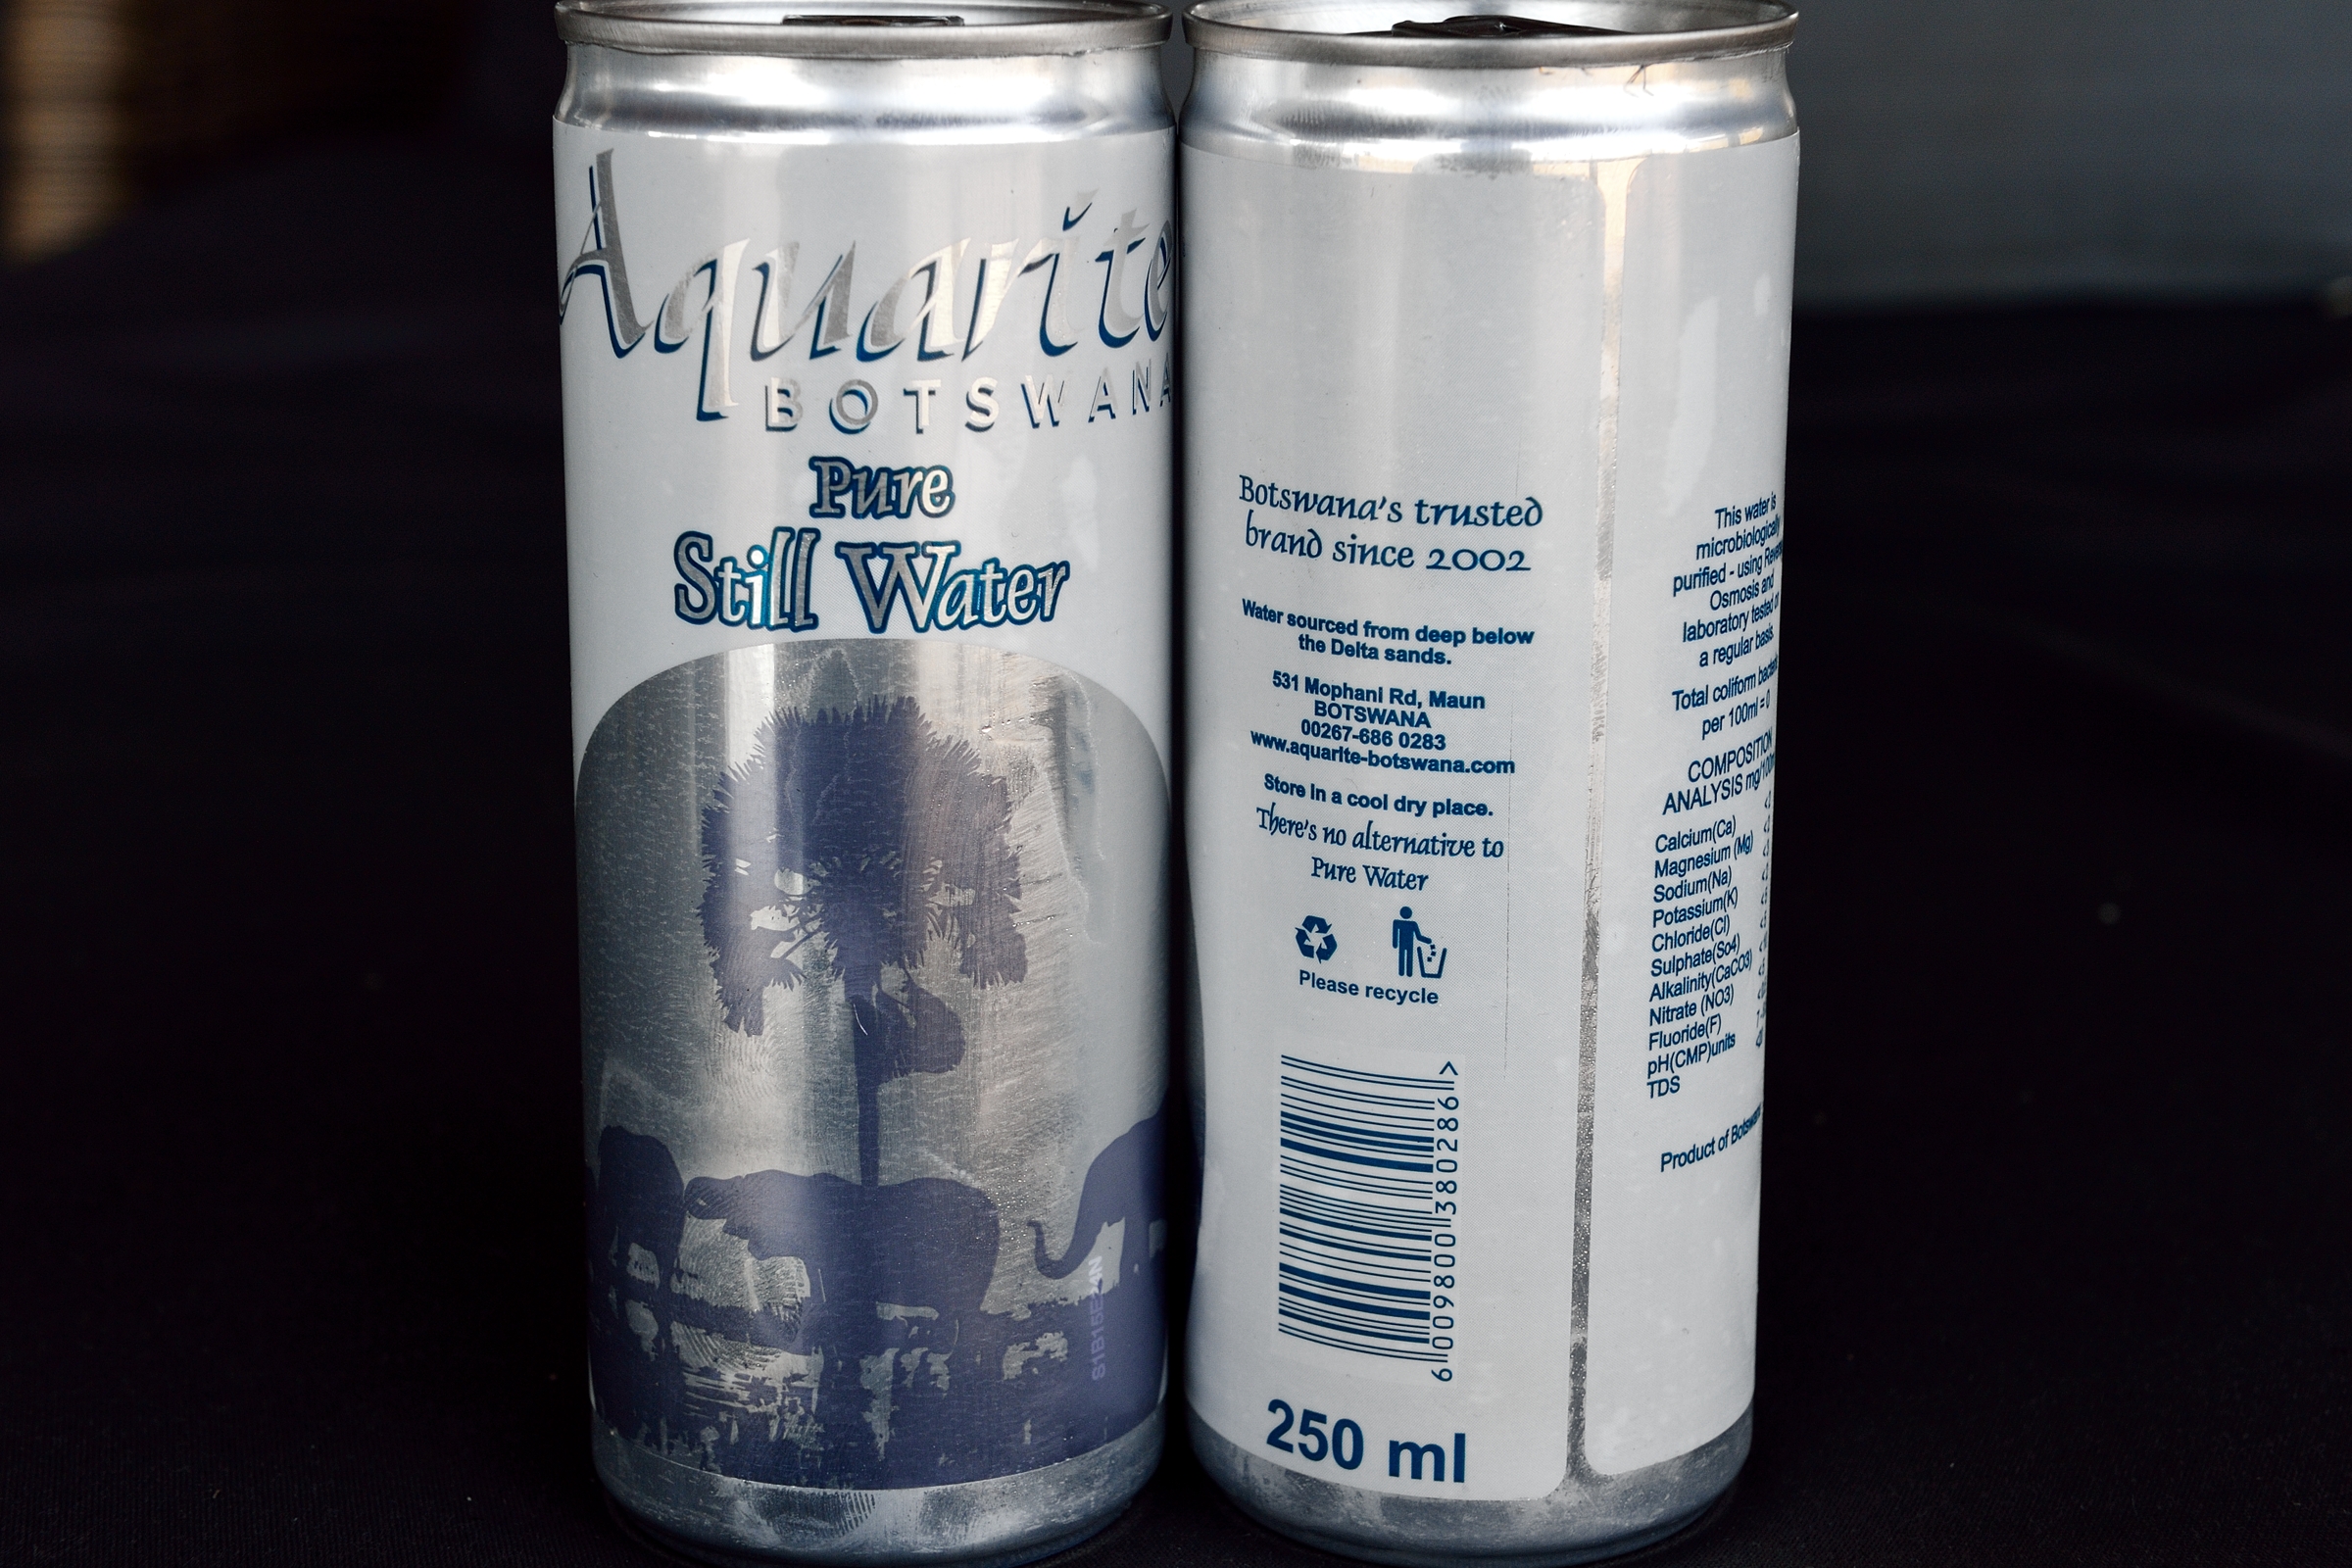 Aquarite
BOTSWANA
Pure
Still Water
Botswana's trusted
brand since 2002
Water sourced from deep below
the Delta sands.
531 Mophani Rd, Maun
BOTSWANA
00267-686 0283
www.aquarite-botswana.com
Store in a cool dry place.
There's no alternative to
Pure Water
Please recycle
6 009800 380286 >
250 ml
This water is
microbiologically
purified - using
Osmosis and
laboratory tested
a regular basis.
Total coliform
per 100ml = 0
COMPOSITION
ANALYSIS
Calcium(Ca)
Magnesium (Mg)
Sodium(Na)
Potassium(K)
Chloride(Cl)
Sulphate(So4)
Alkalinity(CaCO3)
Nitrate (NO3)
Fluoride(F)
pH(CMP)units
TDS
Product of